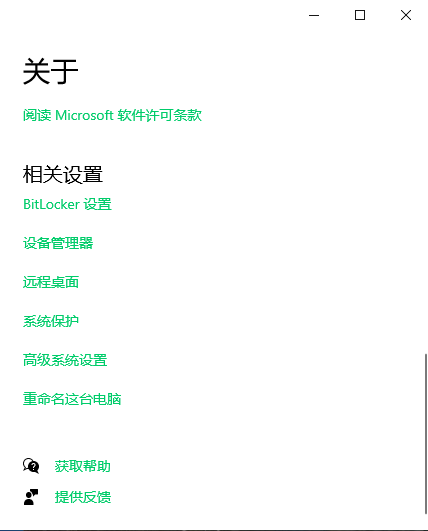 关于
阅读 Microsoft 软件许可条款
相关设置
BitLocker 设置
设备管理器
远程桌面
系统保护
高级系统设置
重命名这台电脑
获取帮助
提供反馈